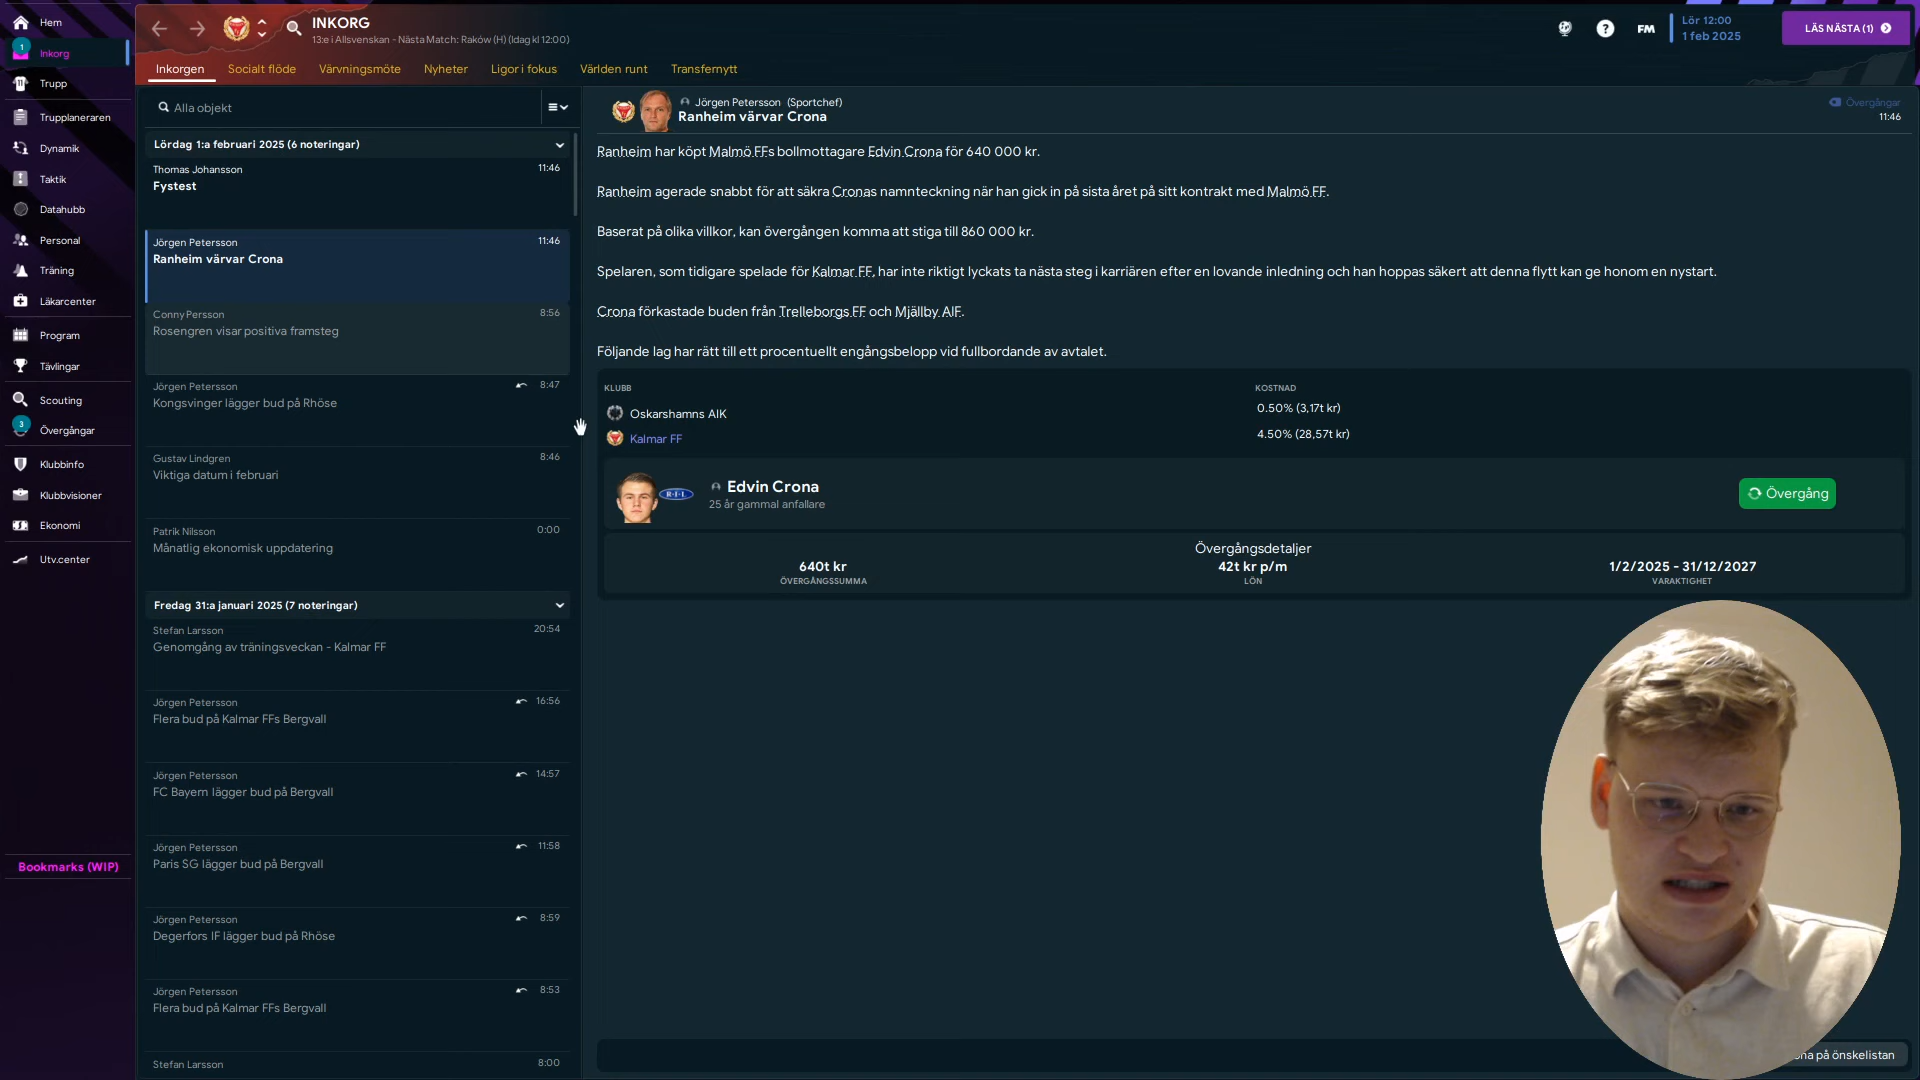 Hem
1
Inkorg
Trupp
Trupplaneraren
Dynamik
Taktik
Datahubb
Personal
Träning
Läkarcenter
Program
Tävlingar
Scouting
3
Övergångar
Klubbinfo
Klubbvisioner
Ekonomi
Utv.center
Bookmarks (WIP)
INKORG
13:e i Allsvenskan - Nästa Match: Raków (H) (Idag kl 12:00)
FM
Lör 12:00
1 feb 2025
LÄS NÄSTA (1)
Inkorgen
Socialt flöde
Värvningsmöte
Nyheter
Ligor i fokus
Världen runt
Transfernytt
Alla objekt
Lördag 1:a februari 2025 (6 noteringar)
Thomas Johansson 11:46
Fystest
Jörgen Petersson 11:46
Ranheim värvar Crona
Conny Persson 8:56
Rosengren visar positiva framsteg
Jörgen Petersson 8:47
Kongsvinger lägger bud på Rhöse
Gustav Lindgren 8:46
Viktiga datum i februari
Patrik Nilsson 0:00
Månatlig ekonomisk uppdatering
Fredag 31:a januari 2025 (7 noteringar)
Stefan Larsson 20:54
Genomgång av träningsveckan - Kalmar FF
Jörgen Petersson 16:56
Flera bud på Kalmar FFs Bergvall
Jörgen Petersson 14:57
FC Bayern lägger bud på Bergvall
Jörgen Petersson 11:58
Paris SG lägger bud på Bergvall
Jörgen Petersson 8:59
Degerfors IF lägger bud på Rhöse
Jörgen Petersson 8:53
Flera bud på Kalmar FFs Bergvall
Stefan Larsson 8:00
Jörgen Petersson (Sportchef)
Ranheim värvar Crona
Övergångar
11:46
Ranheim har köpt Malmö FFs bollmottagare Edvin Crona för 640 000 kr.
Ranheim agerade snabbt för att säkra Cronas namnteckning när han gick in på sista året på sitt kontrakt med Malmö FF.
Baserat på olika villkor, kan övergången komma att stiga till 860 000 kr.
Spelaren, som tidigare spelade för Kalmar FF, har inte riktigt lyckats ta nästa steg i karriären efter en lovande inledning och han hoppas säkert att denna flytt kan ge honom en nystart.
Crona förkastade buden från Trelleborgs FF och Mjällby AIF.
Följande lag har rätt till ett procentuellt engångsbelopp vid fullbordande av avtalet.
KLUBB KOSTNAD
Oskarshamns AIK 0.50% (3,17t kr)
Kalmar FF 4.50% (28,57t kr)
R·I·L
Edvin Crona
25 år gammal anfallare
Övergång
Övergångsdetaljer
640t kr 42t kr p/m 1/2/2025 - 31/12/2027
ÖVERGÅNGSSUMMA LÖN VARAKTIGHET
på önskelistan